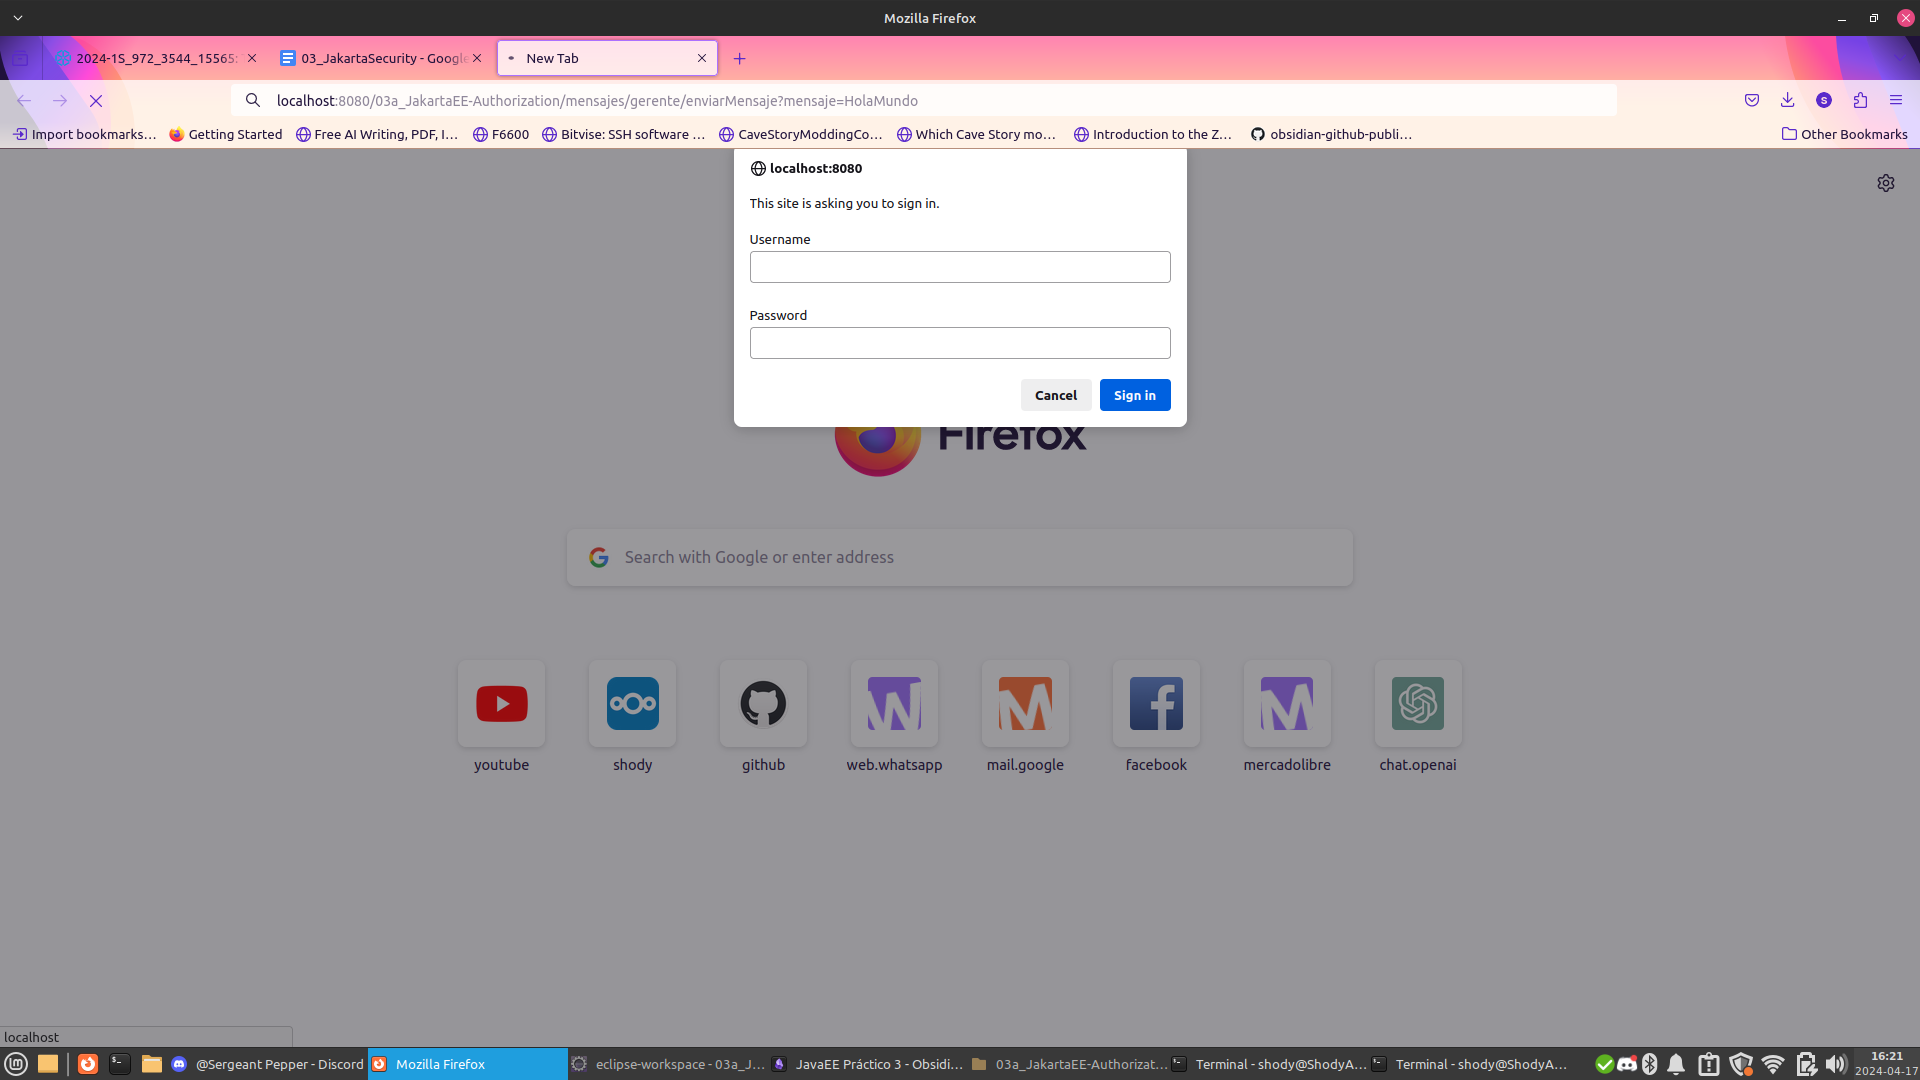 Mozilla Firefox
2024-1S_972_3544_15565:
03_JakartaSecurity - Google
New Tab
localhost:8080/03a_JakartaEE-Authorization/mensajes/gerente/enviarMensaje?mensaje=HolaMundo
S
Import bookmarks... Getting Started Free AI Writing, PDF, I... F6600 Bitvise: SSH software ... CaveStoryModdingCo... Which Cave Story mo... Introduction to the Z... obsidian-github-publi... Other Bookmarks
localhost:8080
This site is asking you to sign in.
Username
Password
Cancel Sign in
Firefox
Search with Google or enter address
youtube shody github web.whatsapp mail.google facebook mercadolibre chat.openai
localhost
@Sergeant Pepper - Discord Mozilla Firefox eclipse-workspace - 03a_J... JavaEE Práctico 3 - Obsidi... 03a_JakartaEE-Authorizat... Terminal - shody@ShodyA... Terminal - shody@ShodyA...
16:21
2024-04-17